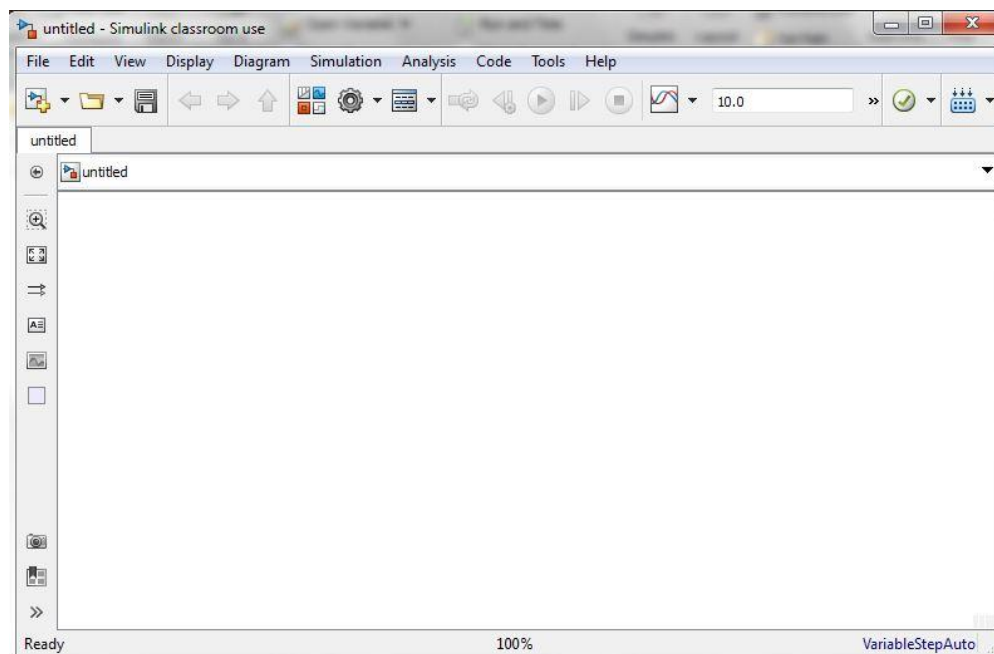 untitled - Simulink classroom use
File Edit View Display Diagram Simulation Analysis Code Tools Help
10.0
untitled
untitled
Ready 100% VariableStepAuto